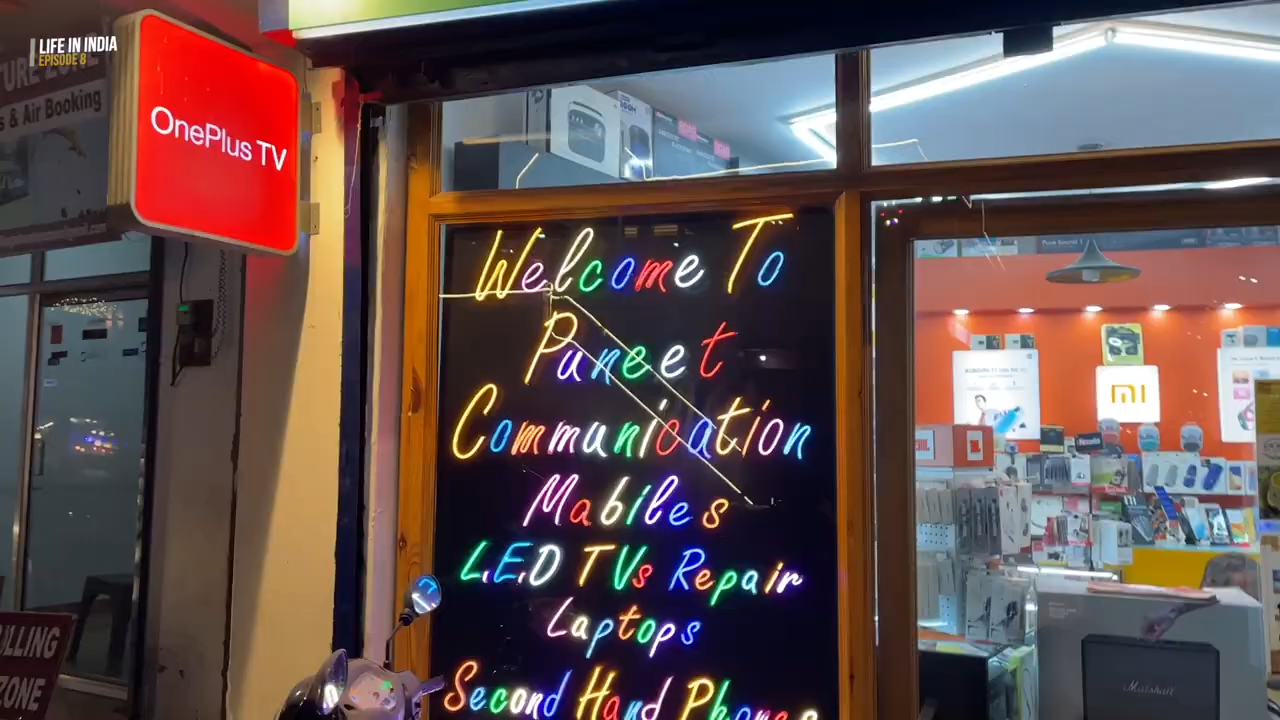 LIFE IN INDIA
EPISODE 8
s & Air Booking
OnePlus TV
Welcome To
Puneet
Communication
Mabiles
L.E.D TVs Repair
Laptops
Second Hand Phones
MI
Marshall
ZONE